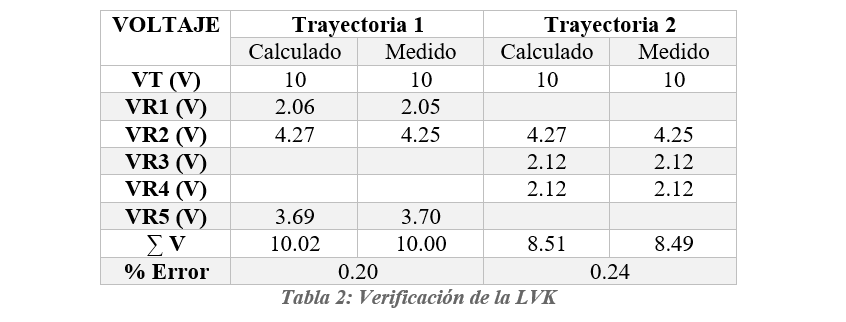 VOLTAJE Trayectoria 1 Trayectoria 2
Calculado Medido Calculado Medido
VT (V) 10 10 10 10
VR1 (V) 2.06 2.05
VR2 (V) 4.27 4.25 4.27 4.25
VR3 (V) 2.12 2.12
VR4 (V) 2.12 2.12
VR5 (V) 3.69 3.70
∑ V 10.02 10.00 8.51 8.49
% Error 0.20 0.24
Tabla 2: Verificación de la LVK